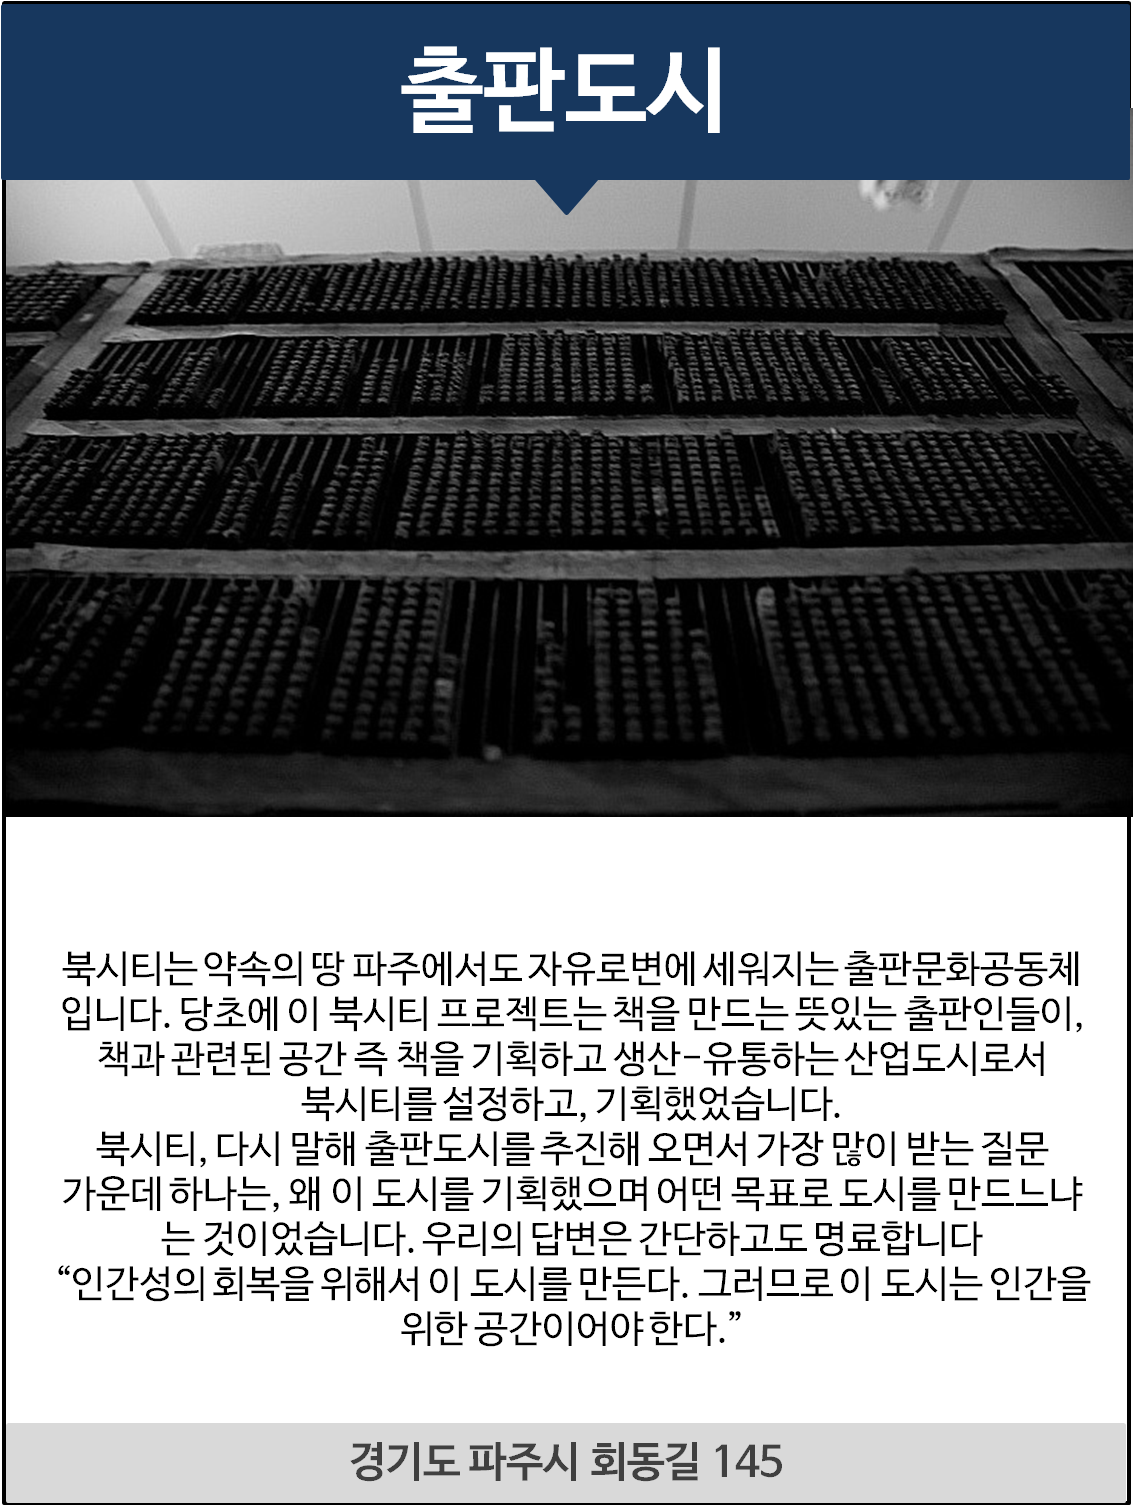 출판도시
북시티는 약속의 땅 파주에서도 자유로변에 세워지는 출판문화공동체
입니다. 당초에 이 북시티 프로젝트는 책을 만드는 뜻있는 출판인들이,
책과 관련된 공간 즉 책을 기획하고 생산-유통하는 산업도시로서
북시티를 설정하고, 기획했었습니다.
북시티, 다시 말해 출판도시를 추진해 오면서 가장 많이 받는 질문
가운데 하나는, 왜 이 도시를 기획했으며 어떤 목표로 도시를 만드느냐
는 것이었습니다. 우리의 답변은 간단하고도 명료합니다
“인간성의 회복을 위해서 이 도시를 만든다. 그러므로 이 도시는 인간을
위한 공간이어야 한다.”
경기도 파주시 회동길 145